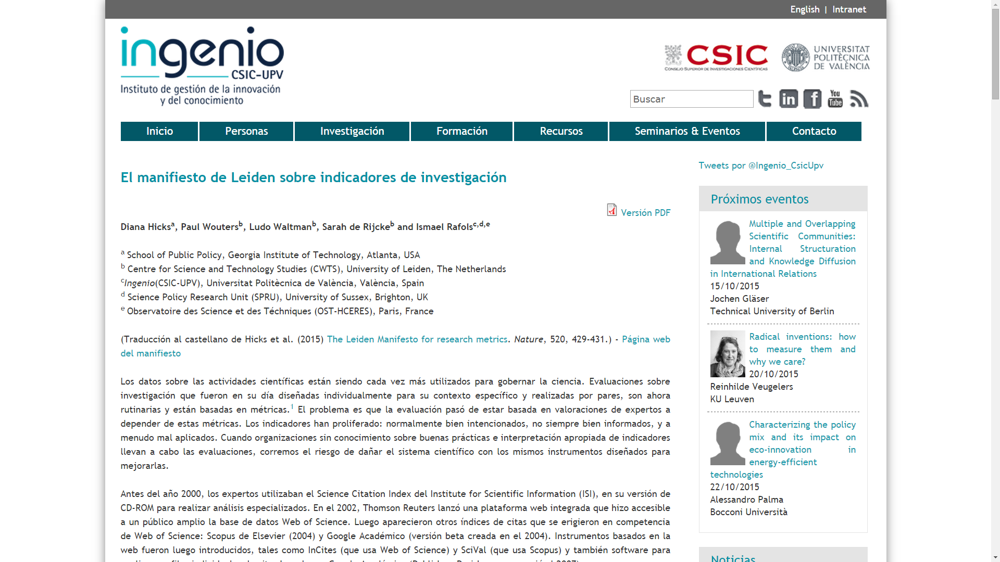 English | Intranet
ingenio
CSIC-UPV
Instituto de gestión de la innovación
y del conocimiento
CSIC
CONSEJO SUPERIOR DE INVESTIGACIONES CIENTÍFICAS
UNIVERSITAT
POLITÈCNICA
DE VALÈNCIA
Buscar
You
Tube
Inicio Personas Investigación Formación Recursos Seminarios & Eventos Contacto
El manifiesto de Leiden sobre indicadores de investigación
Versión PDF
Diana Hicksa, Paul Woutersb, Ludo Waltmanb, Sarah de Rijckeb and Ismael Rafolsc,d,e
a School of Public Policy, Georgia Institute of Technology, Atlanta, USA
b Centre for Science and Technology Studies (CWTS), University of Leiden, The Netherlands
cIngenio(CSIC-UPV), Universitat Politècnica de València, València, Spain
d Science Policy Research Unit (SPRU), University of Sussex, Brighton, UK
e Observatoire des Science et des Téchniques (OST-HCERES), Paris, France
(Traducción al castellano de Hicks et al. (2015) The Leiden Manifesto for research metrics. Nature, 520, 429-431.) - Página web
del manifiesto
Los datos sobre las actividades científicas están siendo cada vez más utilizados para gobernar la ciencia. Evaluaciones sobre
investigación que fueron en su día diseñadas individualmente para su contexto específico y realizadas por pares, son ahora
rutinarias y están basadas en métricas.1 El problema es que la evaluación pasó de estar basada en valoraciones de expertos a
depender de estas métricas. Los indicadores han proliferado: normalmente bien intencionados, no siempre bien informados, y a
menudo mal aplicados. Cuando organizaciones sin conocimiento sobre buenas prácticas e interpretación apropiada de indicadores
llevan a cabo las evaluaciones, corremos el riesgo de dañar el sistema científico con los mismos instrumentos diseñados para
mejorarlas.
Antes del año 2000, los expertos utilizaban el Science Citation Index del Institute for Scientific Information (ISI), en su versión de
CD-ROM para realizar análisis especializados. En el 2002, Thomson Reuters lanzó una plataforma web integrada que hizo accesible
a un público amplio la base de datos Web of Science. Luego aparecieron otros índices de citas que se erigieron en competencia
de Web of Science: Scopus de Elsevier (2004) y Google Académico (versión beta creada en el 2004). Instrumentos basados en la
web fueron luego introducidos, tales como InCites (que usa Web of Science) y SciVal (que usa Scopus) y también software para
Tweets por @Ingenio_CsicUpv
Próximos eventos
Multiple and Overlapping
Scientific Communities:
Internal Structuration
and Knowledge Diffusion
in International Relations
15/10/2015
Jochen Gläser
Technical University of Berlin
Radical inventions: how
to measure them and
why we care?
20/10/2015
Reinhilde Veugelers
KU Leuven
Characterizing the policy
mix and its impact on
eco-innovation in
energy-efficient
technologies
22/10/2015
Alessandro Palma
Bocconi Università
Noticias